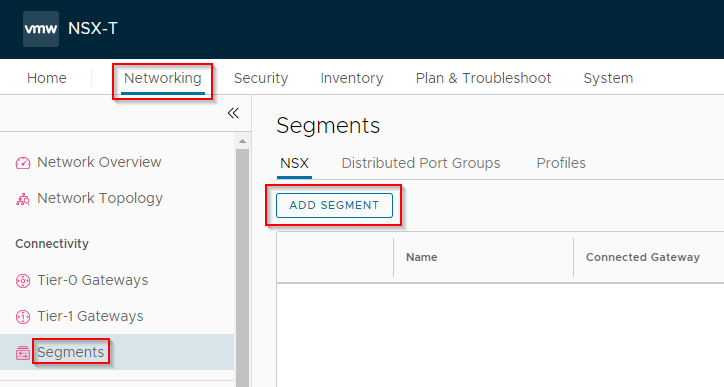 vmw NSX-T
Home Networking Security Inventory Plan & Troubleshoot System
Network Overview
Network Topology
Connectivity
Tier-0 Gateways
Tier-1 Gateways
Segments
Segments
NSX Distributed Port Groups Profiles
ADD SEGMENT
Name Connected Gateway